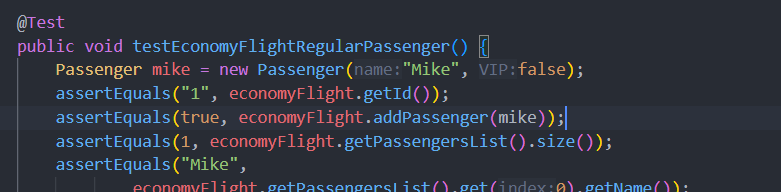 @Test
public void testEconomyFlightRegularPassenger() {
Passenger mike = new Passenger(name:"Mike", VIP:false);
assertEquals("1", economyFlight.getId());
assertEquals(true, economyFlight.addPassenger(mike));
assertEquals(1, economyFlight.getPassengersList().size());
assertEquals("Mike",
economyFlight.getPassengersList().get(index:0).getName());